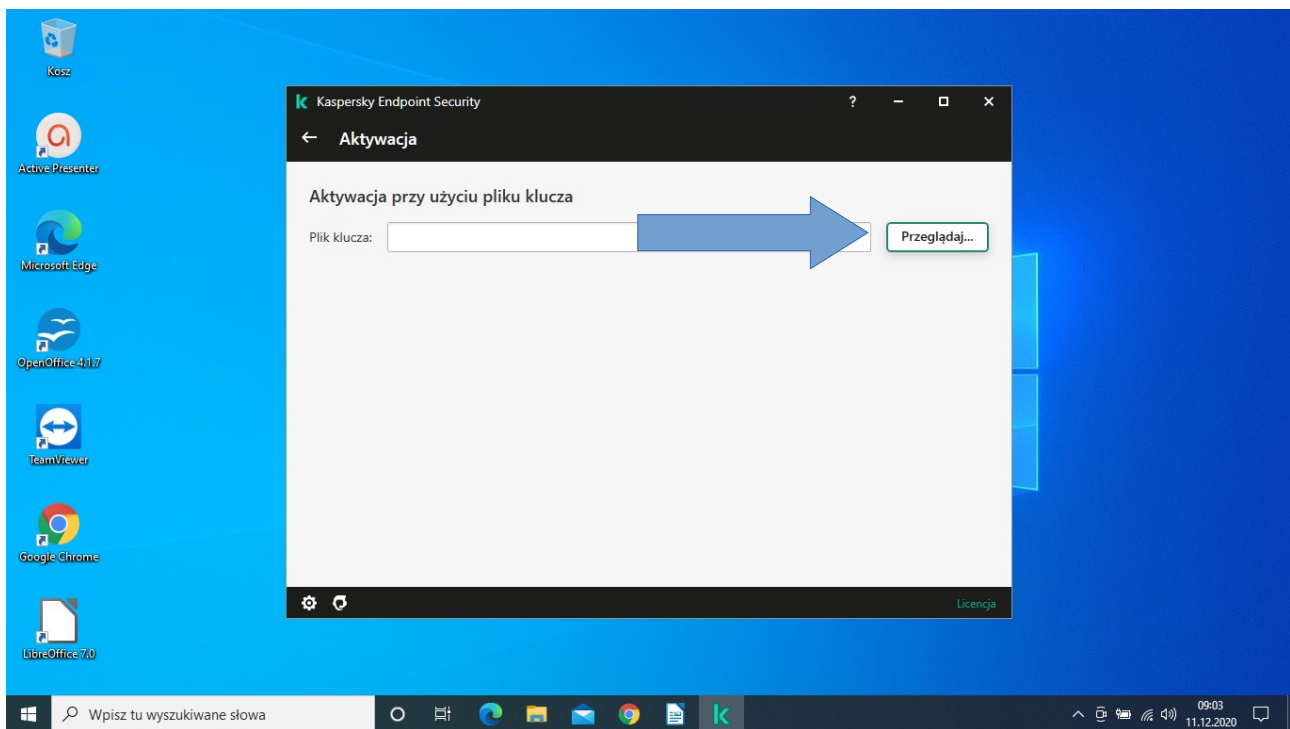 Kosz
Active Presenter
Microsoft Edge
OpenOffice 4.1.7
TeamViewer
Google Chrome
LibreOffice 7.0
Kaspersky Endpoint Security
?
Aktywacja
Aktywacja przy użyciu pliku klucza
Plik klucza:
Przeglądaj...
Licencja
Wpisz tu wyszukiwane słowa
09:03
11.12.2020